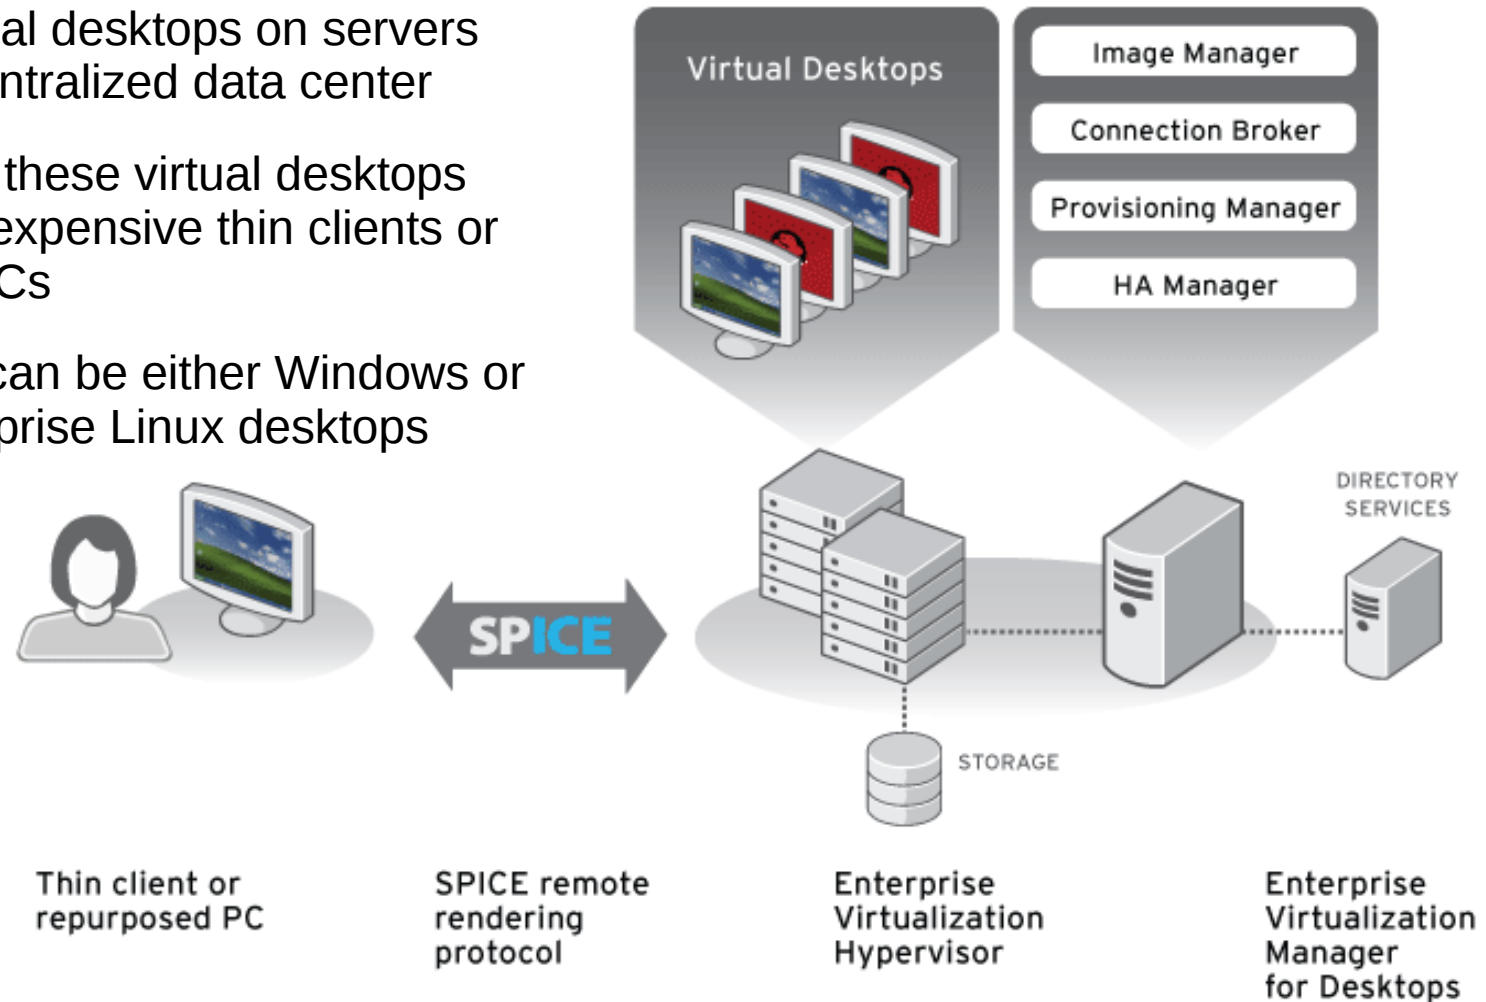 al desktops on servers
ntralized data center
these virtual desktops
expensive thin clients or
Cs
can be either Windows or
prise Linux desktops
Virtual Desktops
Image Manager
Connection Broker
Provisioning Manager
HA Manager
DIRECTORY
SERVICES
SPICE
STORAGE
Thin client or
repurposed PC
SPICE remote
rendering
protocol
Enterprise
Virtualization
Hypervisor
Enterprise
Virtualization
Manager
for Desktops